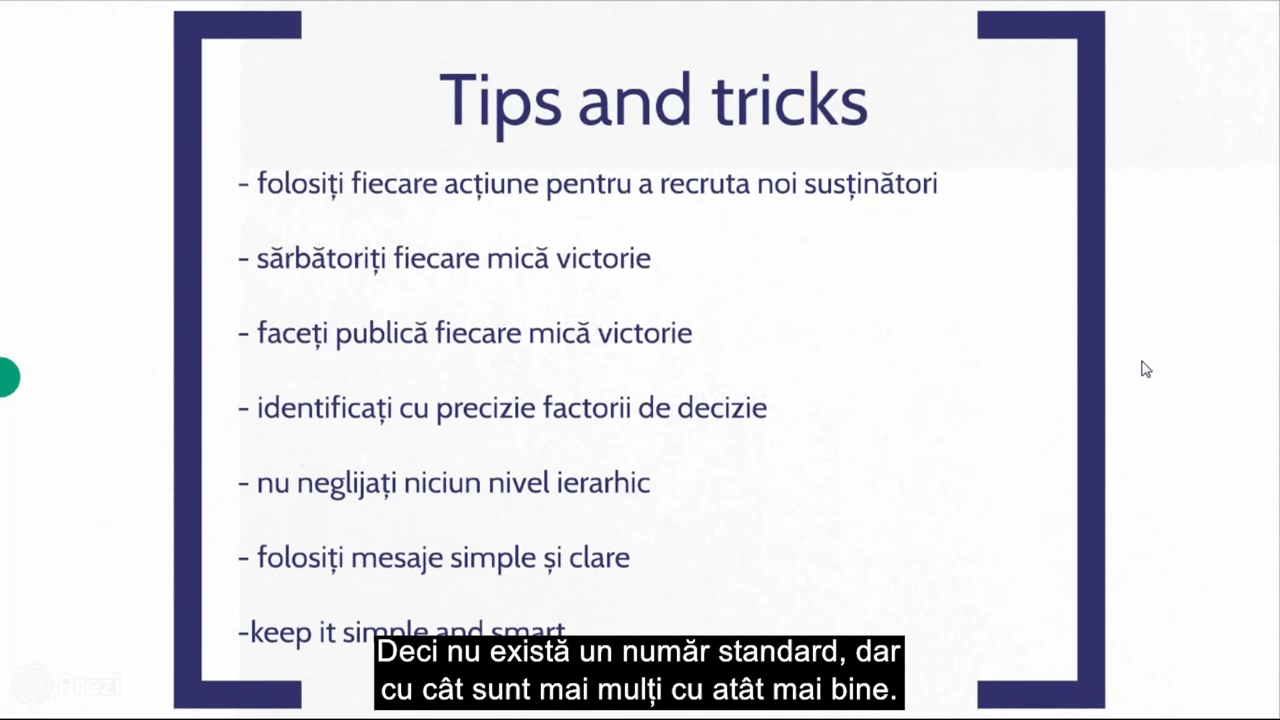 Tips and tricks
- folosiți fiecare acțiune pentru a recruta noi susținători
- sărbătoriți fiecare mică victorie
- faceți publică fiecare mică victorie
- identificați cu precizie factorii de decizie
- nu neglijați niciun nivel ierarhic
- folosiți mesaje simple și clare
-keep it simple and smart
Deci nu există un număr standard, dar
cu cât sunt mai mulți cu atât mai bine.
Prezi